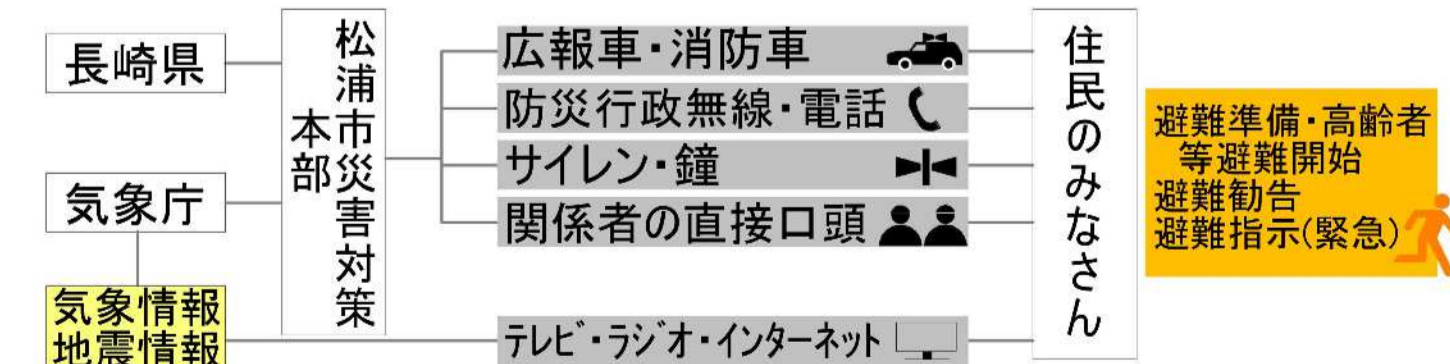 長崎県
気象庁
気象情報
地震情報
松浦市災害対策
本部
広報車・消防車
防災行政無線・電話
サイレン・鐘
関係者の直接口頭
テレビ・ラジオ・インターネット
住民のみなさん
避難準備・高齢者
等避難開始
避難勧告
避難指示(緊急)